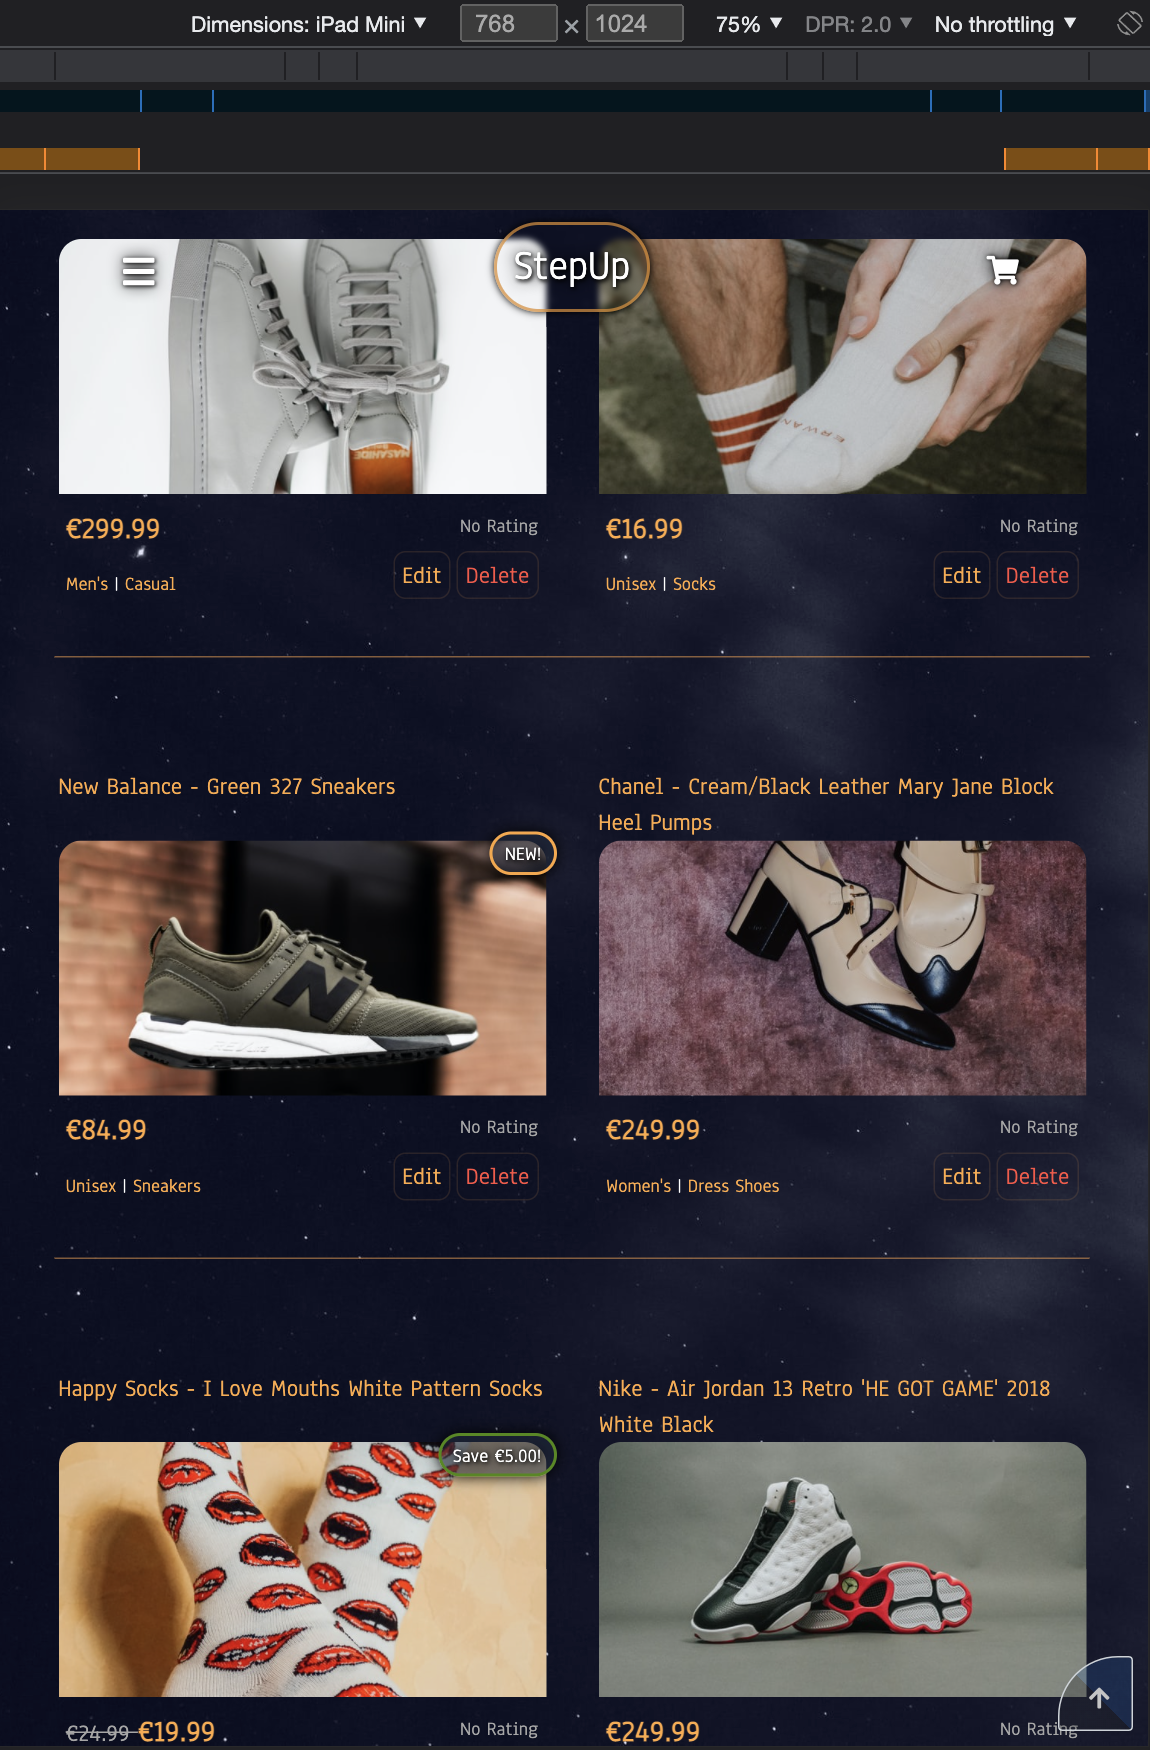 Dimensions: iPad Mini ▼ 768 × 1024 75% ▼ DPR: 2.0 ▼ No throttling ▼
StepUp
MASAHIDE
ERWAN
€299.99 No Rating
Men's | Casual Edit Delete
€16.99 No Rating
Unisex | Socks Edit Delete
New Balance - Green 327 Sneakers
NEW!
N
REVlite
€84.99 No Rating
Unisex | Sneakers Edit Delete
Chanel - Cream/Black Leather Mary Jane Block
Heel Pumps
€249.99 No Rating
Women's | Dress Shoes Edit Delete
Happy Socks - I Love Mouths White Pattern Socks
Save €5.00!
€24.99 €19.99 No Rating
Nike - Air Jordan 13 Retro 'HE GOT GAME' 2018
White Black
€249.99 No Rating